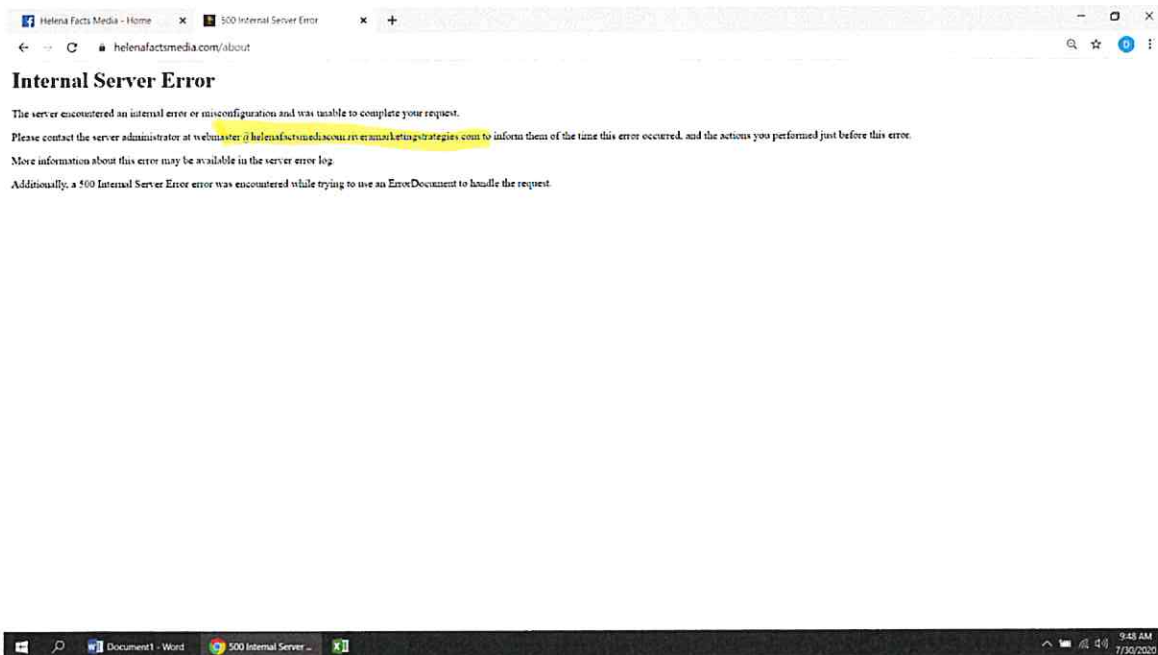 Helena Facts Media - Home
500 Internal Server Error
helenafactsmedia.com/about
D
Internal Server Error
The server encountered an internal error or misconfiguration and was unable to complete your request.
Please contact the server administrator at webmaster@helenafactsmediacom.riveramarketingstrategies.com to inform them of the time this error occurred, and the actions you performed just before this error.
More information about this error may be available in the server error log.
Additionally, a 500 Internal Server Error error was encountered while trying to use an ErrorDocument to handle the request.
Document1 - Word
500 Internal Server ...
9:48 AM
7/30/2020